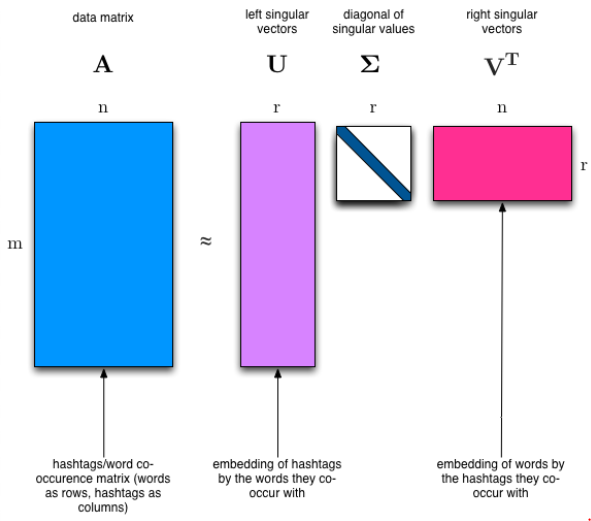 data matrix
left singular
vectors
diagonal of
singular values
right singular
vectors
A
U
Σ
V^T
n
r
r
n
m
≈
r
hashtags/word co-
occurence matrix (words
as rows, hashtags as
columns)
embedding of hashtags
by the words they co-
occur with
embedding of words by
the hashtags they co-
occur with